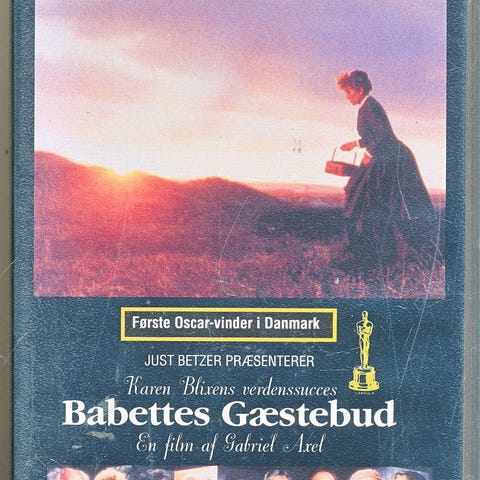 Første Oscar-vinder i Danmark
JUST BETZER PRÆSENTERER
Karen Blixens verdenssucces
Babettes Gæstebud
En film af Gabriel Axel